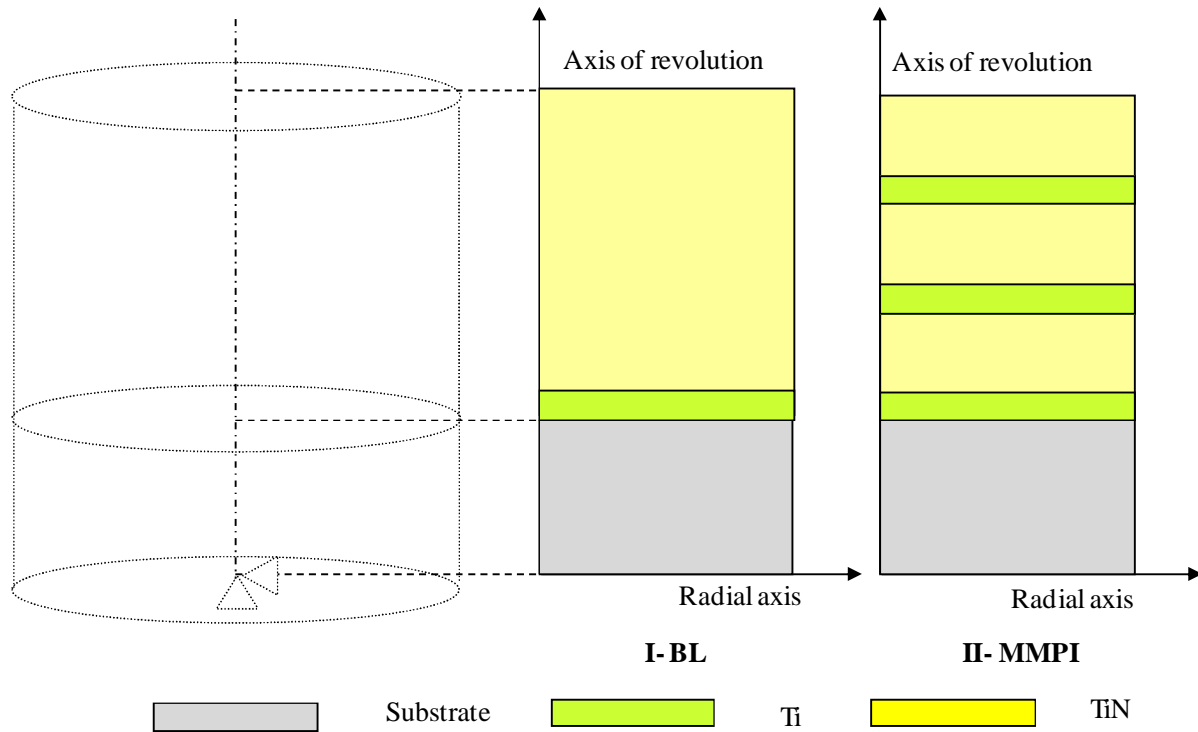 Axis of revolution
Axis of revolution
Radial axis
Radial axis
I- BL
II- MMPI
Substrate
Ti
TiN